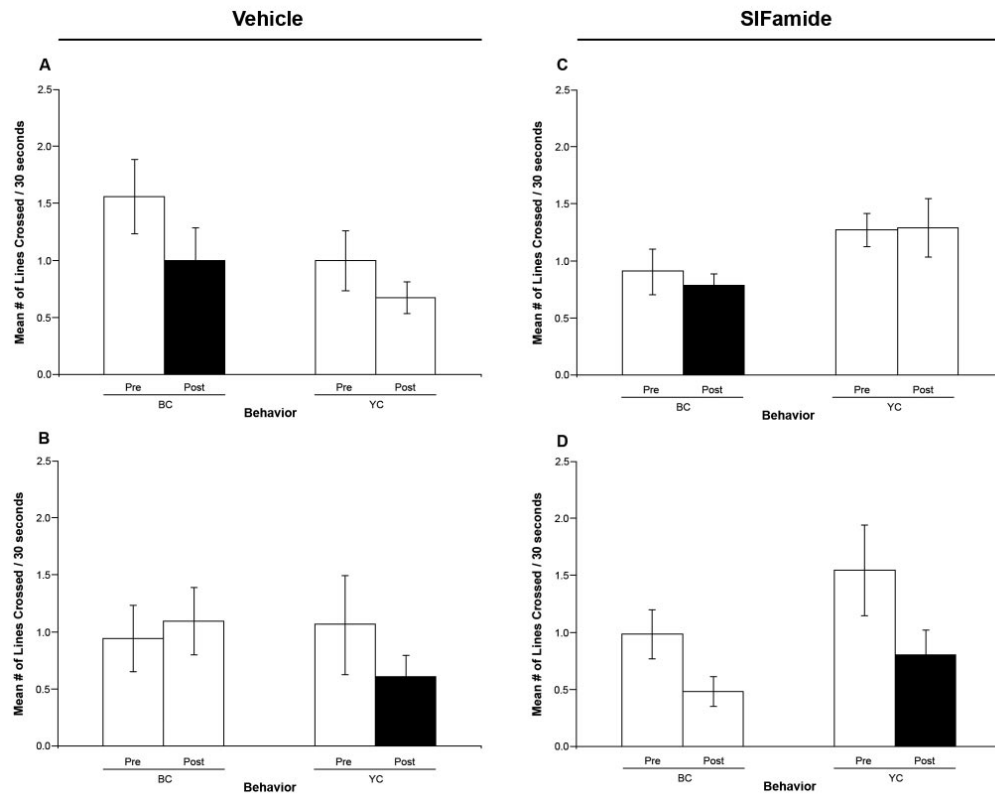 Vehicle
SIFamide
A
Mean # of Lines Crossed / 30 seconds
2.5
2.0
1.5
1.0
0.5
0.0
Pre Post Pre Post
BC YC
Behavior
C
Mean # of Lines Crossed / 30 seconds
2.5
2.0
1.5
1.0
0.5
0.0
Pre Post Pre Post
BC YC
Behavior
B
Mean # of Lines Crossed / 30 seconds
2.5
2.0
1.5
1.0
0.5
0.0
Pre Post Pre Post
BC YC
Behavior
D
Mean # of Lines Crossed / 30 seconds
2.5
2.0
1.5
1.0
0.5
0.0
Pre Post Pre Post
BC YC
Behavior